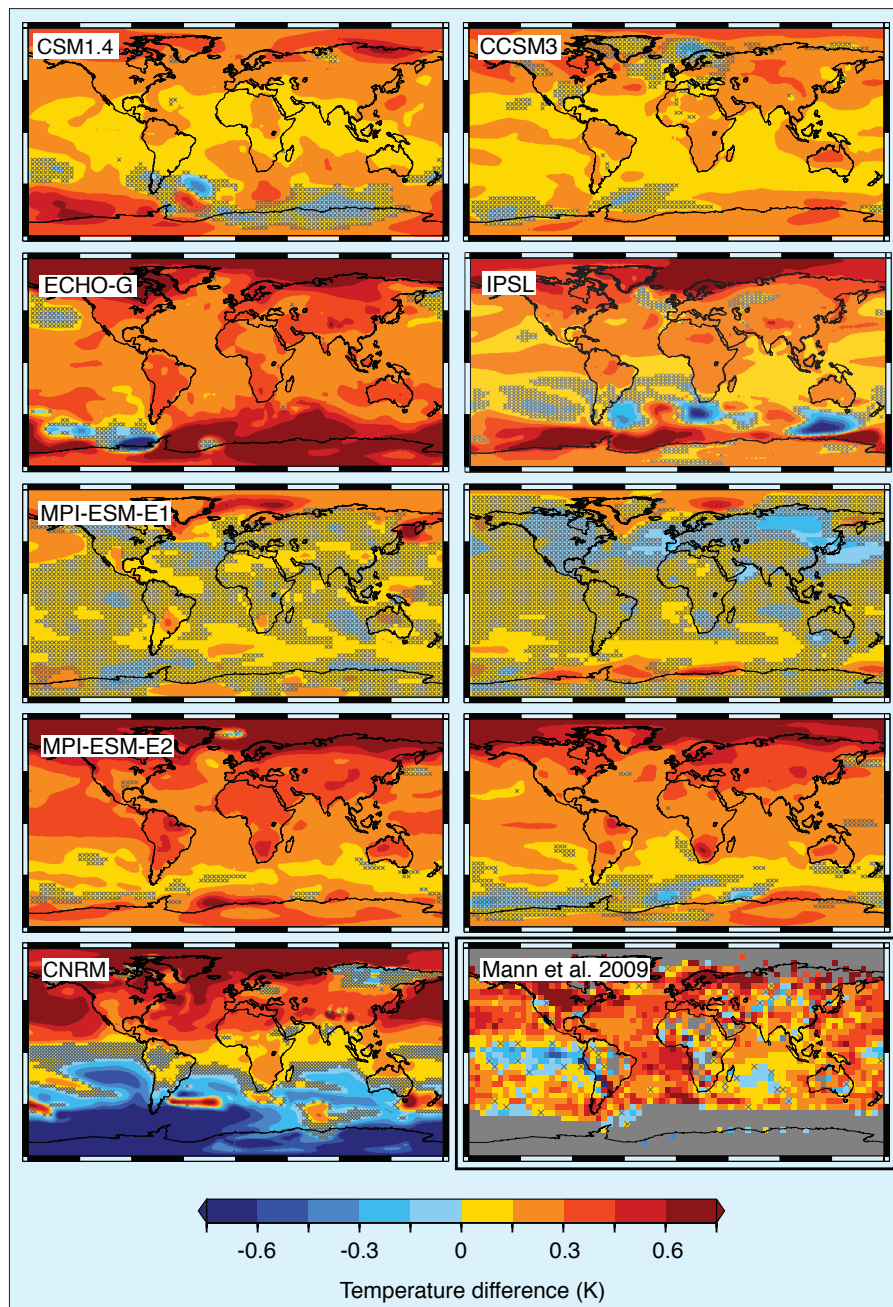 CSM1.4
CCSM3
ECHO-G
IPSL
MPI-ESM-E1
MPI-ESM-E2
CNRM
Mann et al. 2009
-0.6 -0.3 0 0.3 0.6
Temperature difference (K)